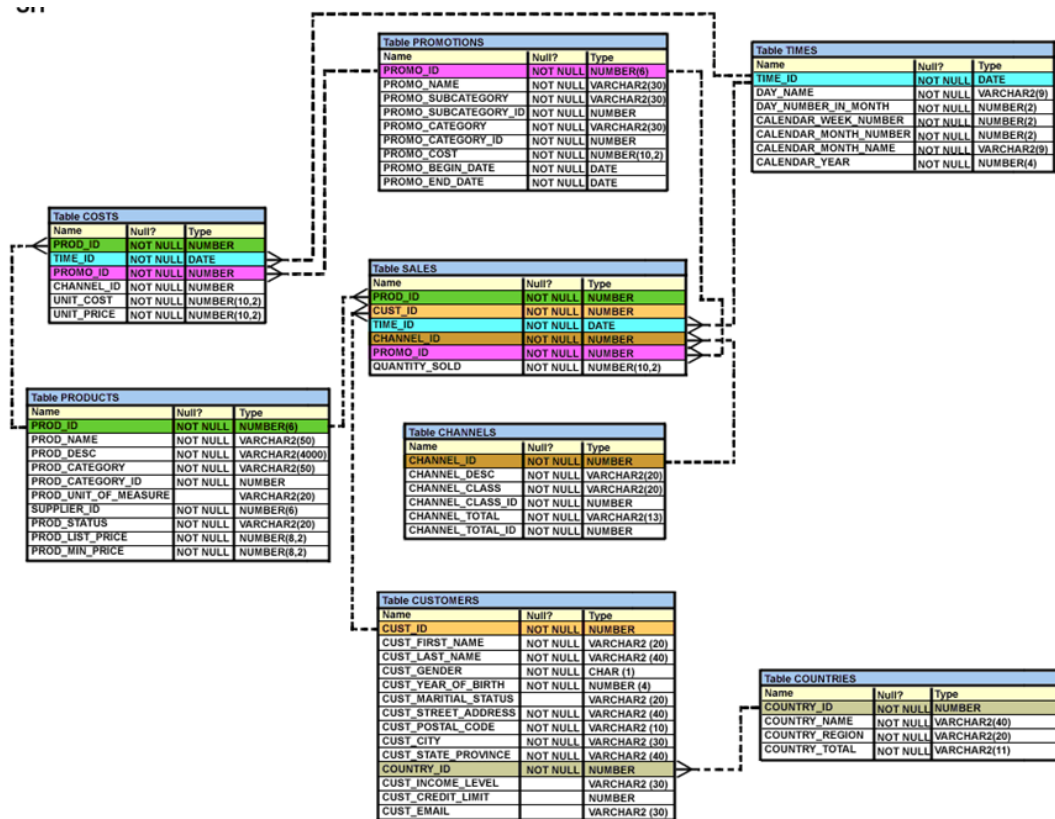 SH
Table PROMOTIONS
Name Null? Type
PROMO_ID NOT NULL NUMBER(6)
PROMO_NAME NOT NULL VARCHAR2(30)
PROMO_SUBCATEGORY NOT NULL VARCHAR2(30)
PROMO_SUBCATEGORY_ID NOT NULL NUMBER
PROMO_CATEGORY NOT NULL VARCHAR2(30)
PROMO_CATEGORY_ID NOT NULL NUMBER
PROMO_COST NOT NULL NUMBER(10,2)
PROMO_BEGIN_DATE NOT NULL DATE
PROMO_END_DATE NOT NULL DATE
Table TIMES
Name Null? Type
TIME_ID NOT NULL DATE
DAY_NAME NOT NULL VARCHAR2(9)
DAY_NUMBER_IN_MONTH NOT NULL NUMBER(2)
CALENDAR_WEEK_NUMBER NOT NULL NUMBER(2)
CALENDAR_MONTH_NUMBER NOT NULL NUMBER(2)
CALENDAR_MONTH_NAME NOT NULL VARCHAR2(9)
CALENDAR_YEAR NOT NULL NUMBER(4)
Table COSTS
Name Null? Type
PROD_ID NOT NULL NUMBER
TIME_ID NOT NULL DATE
PROMO_ID NOT NULL NUMBER
CHANNEL_ID NOT NULL NUMBER
UNIT_COST NOT NULL NUMBER(10,2)
UNIT_PRICE NOT NULL NUMBER(10,2)
Table SALES
Name Null? Type
PROD_ID NOT NULL NUMBER
CUST_ID NOT NULL NUMBER
TIME_ID NOT NULL DATE
CHANNEL_ID NOT NULL NUMBER
PROMO_ID NOT NULL NUMBER
QUANTITY_SOLD NOT NULL NUMBER(10,2)
Table PRODUCTS
Name Null? Type
PROD_ID NOT NULL NUMBER(6)
PROD_NAME NOT NULL VARCHAR2(50)
PROD_DESC NOT NULL VARCHAR2(4000)
PROD_CATEGORY NOT NULL VARCHAR2(50)
PROD_CATEGORY_ID NOT NULL NUMBER
PROD_UNIT_OF_MEASURE VARCHAR2(20)
SUPPLIER_ID NOT NULL NUMBER(6)
PROD_STATUS NOT NULL VARCHAR2(20)
PROD_LIST_PRICE NOT NULL NUMBER(8,2)
PROD_MIN_PRICE NOT NULL NUMBER(8,2)
Table CHANNELS
Name Null? Type
CHANNEL_ID NOT NULL NUMBER
CHANNEL_DESC NOT NULL VARCHAR2(20)
CHANNEL_CLASS NOT NULL VARCHAR2(20)
CHANNEL_CLASS_ID NOT NULL NUMBER
CHANNEL_TOTAL NOT NULL VARCHAR2(13)
CHANNEL_TOTAL_ID NOT NULL NUMBER
Table CUSTOMERS
Name Null? Type
CUST_ID NOT NULL NUMBER
CUST_FIRST_NAME NOT NULL VARCHAR2 (20)
CUST_LAST_NAME NOT NULL VARCHAR2 (40)
CUST_GENDER NOT NULL CHAR (1)
CUST_YEAR_OF_BIRTH NOT NULL NUMBER (4)
CUST_MARITIAL_STATUS VARCHAR2 (20)
CUST_STREET_ADDRESS NOT NULL VARCHAR2 (40)
CUST_POSTAL_CODE NOT NULL VARCHAR2 (10)
CUST_CITY NOT NULL VARCHAR2 (30)
CUST_STATE_PROVINCE NOT NULL VARCHAR2 (40)
COUNTRY_ID NOT NULL NUMBER
CUST_INCOME_LEVEL VARCHAR2 (30)
CUST_CREDIT_LIMIT NUMBER
CUST_EMAIL VARCHAR2 (30)
Table COUNTRIES
Name Null? Type
COUNTRY_ID NOT NULL NUMBER
COUNTRY_NAME NOT NULL VARCHAR2(40)
COUNTRY_REGION NOT NULL VARCHAR2(20)
COUNTRY_TOTAL NOT NULL VARCHAR2(11)